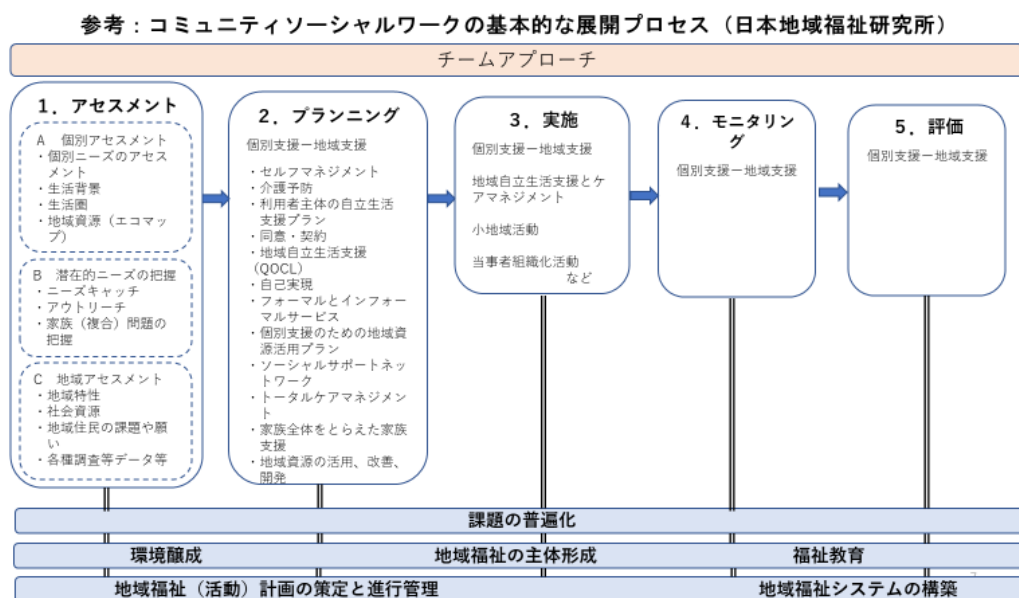 参考：コミュニティソーシャルワークの基本的な展開プロセス（日本地域福祉研究所）
チームアプローチ
１．アセスメント
A　個別アセスメント
・個別ニーズのアセス
メント
・生活背景
・生活圏
・地域資源（エコマッ
プ）
B　潜在的ニーズの把握
・ニーズキャッチ
・アウトリーチ
・家族（複合）問題の
把握
C　地域アセスメント
・地域特性
・社会資源
・地域住民の課題や願
い
・各種調査等データ等
２．プランニング
個別支援ー地域支援
・セルフマネジメント
・介護予防
・利用者主体の自立生活
支援プラン
・同意・契約
・地域自立生活支援
（QOCL）
・自己実現
・フォーマルとインフォー
マルサービス
・個別支援のための地域資
源活用プラン
・ソーシャルサポートネッ
トワーク
・トータルケアマネジメン
ト
・家族全体をとらえた家族
支援
・地域資源の活用、改善、
開発
３．実施
個別支援ー地域支援
地域自立生活支援とケ
アマネジメント
小地域活動
当事者組織化活動
など
４．モニタリン
グ
個別支援ー地域支援
５．評価
個別支援ー地域支援
課題の普遍化
環境醸成　地域福祉の主体形成　福祉教育
地域福祉（活動）計画の策定と進行管理　地域福祉システムの構築